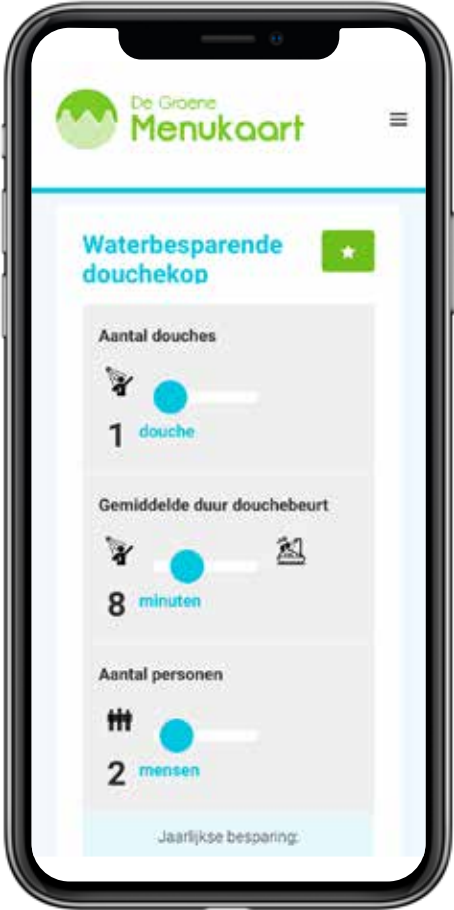 De Groene
Menukaart
Waterbesparende
douchekop
Aantal douches
1 douche
Gemiddelde duur douchebeurt
8 minuten
Aantal personen
2 mensen
Jaarlijkse besparing: